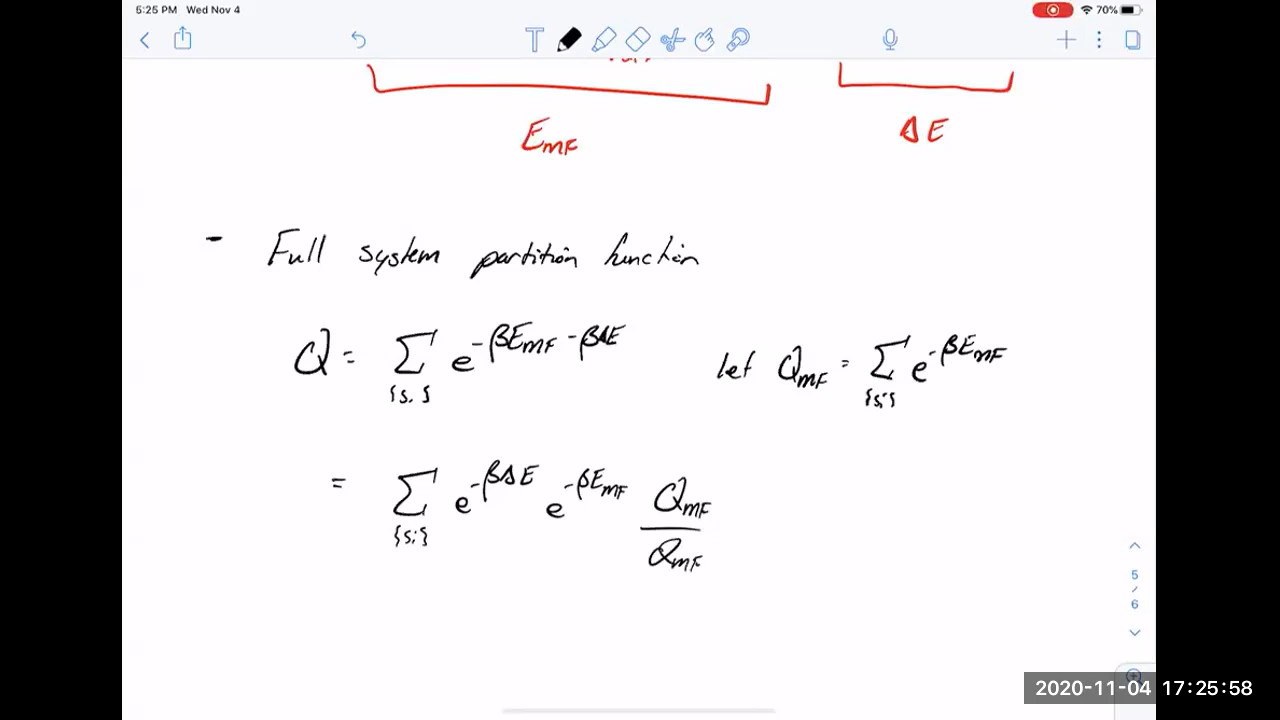 5:25 PM Wed Nov 4
70%
T
E_MF
ΔE
- Full system partition function
Q = Σ_{s_i} e^{-βE_MF - βΔE} let Q_MF = Σ_{s_i} e^{-βE_MF}
= Σ_{s_i} e^{-βΔE} e^{-βE_MF} Q_MF / Q_MF
5 / 6
2020-11-04 17:25:58